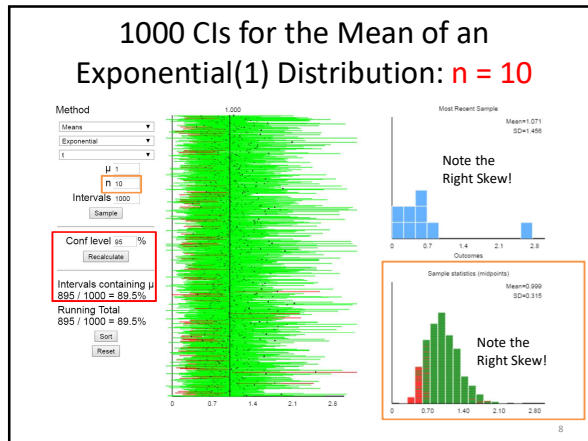 1000 CIs for the Mean of an
Exponential(1) Distribution: n = 10
Method
Means
Exponential
t
μ 1
n 10
Intervals 1000
Sample
Conf level 95 %
Recalculate
Intervals containing μ
895 / 1000 = 89.5%
Running Total
895 / 1000 = 89.5%
Sort
Reset
1.000
0 0.7 1.4 2.1 2.8
Most Recent Sample
Mean=1.071
SD=1.456
Note the
Right Skew!
0 0.7 1.4 2.1 2.8
Outcomes
Sample statistics (midpoints)
Mean=0.999
SD=0.315
Note the
Right Skew!
0 0.70 1.4 2.1 2.8
8